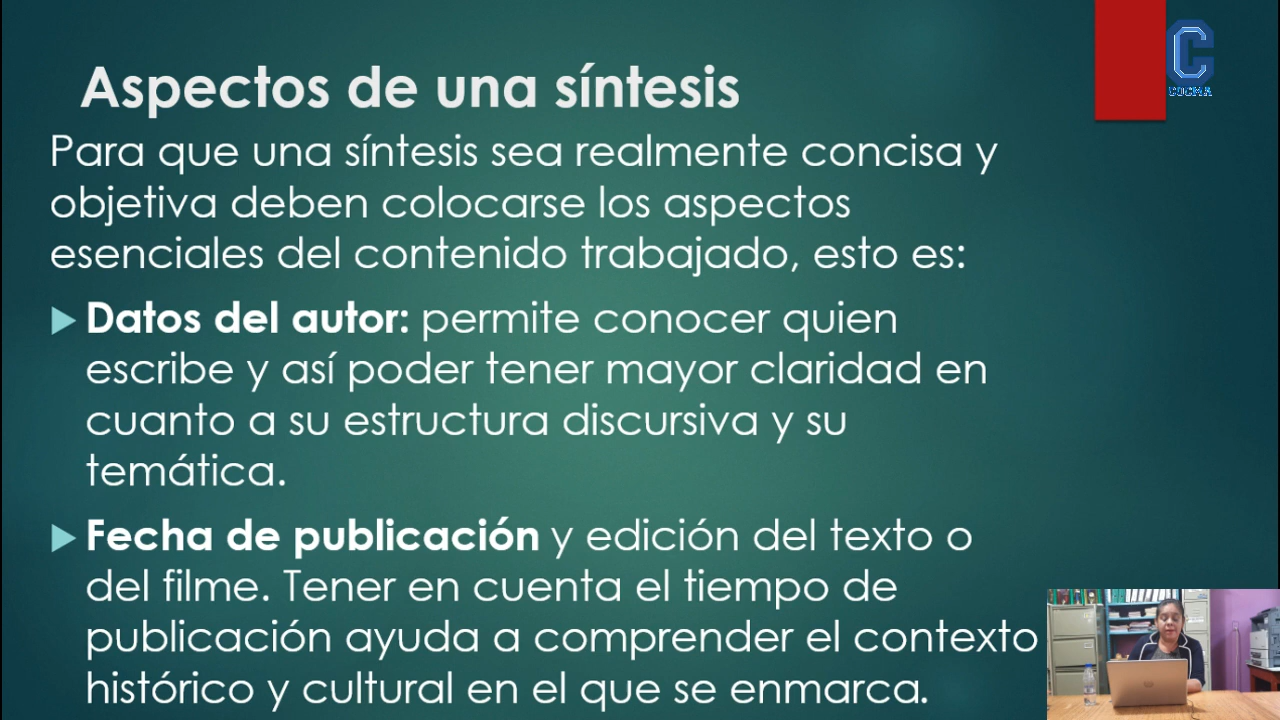 Aspectos de una síntesis
COCMA
Para que una síntesis sea realmente concisa y
objetiva deben colocarse los aspectos
esenciales del contenido trabajado, esto es:
Datos del autor: permite conocer quien
escribe y así poder tener mayor claridad en
cuanto a su estructura discursiva y su
temática.
Fecha de publicación y edición del texto o
del filme. Tener en cuenta el tiempo de
publicación ayuda a comprender el contexto
histórico y cultural en el que se enmarca.